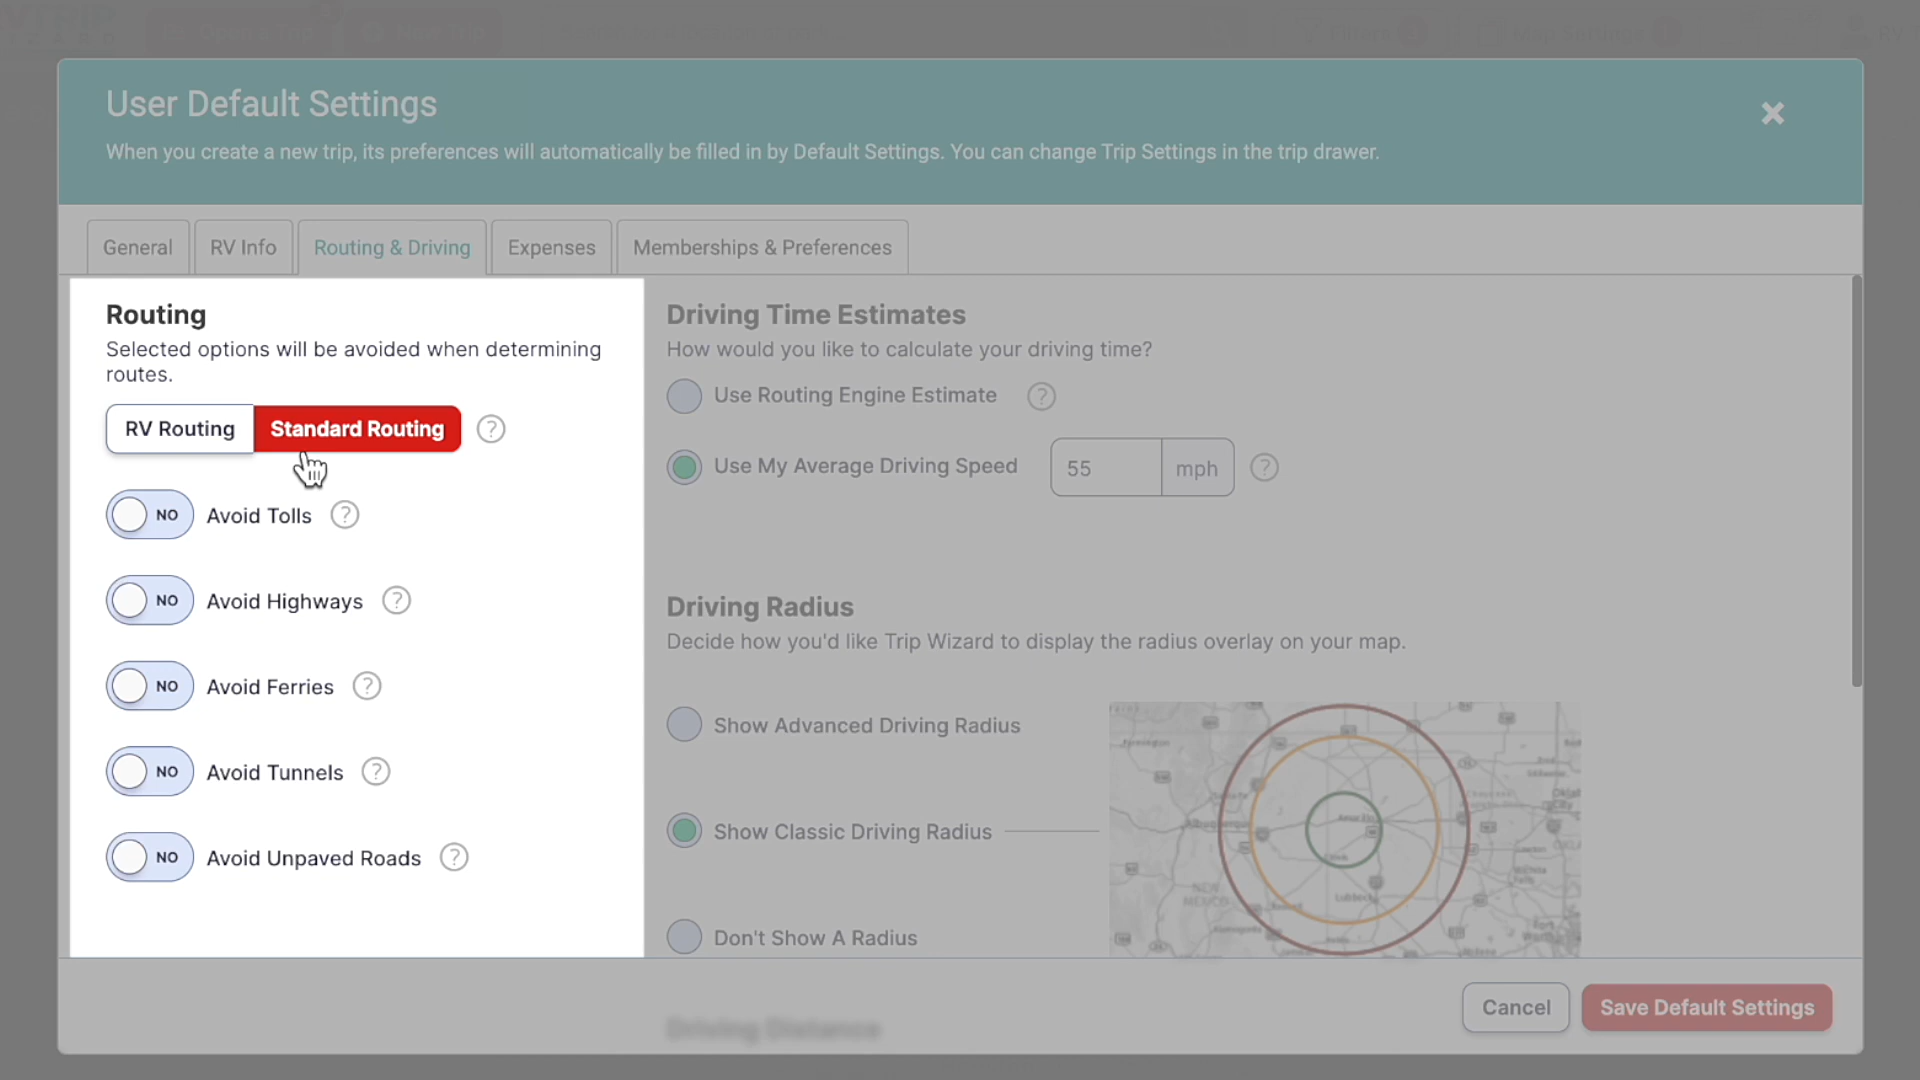 User Default Settings
When you create a new trip, its preferences will automatically be filled in by Default Settings. You can change Trip Settings in the trip drawer.
General
RV Info
Routing & Driving
Expenses
Memberships & Preferences
Routing
Selected options will be avoided when determining
routes.
RV Routing
Standard Routing
?
NO
Avoid Tolls
?
NO
Avoid Highways
?
NO
Avoid Ferries
?
NO
Avoid Tunnels
?
NO
Avoid Unpaved Roads
?
Driving Time Estimates
How would you like to calculate your driving time?
Use Routing Engine Estimate
?
Use My Average Driving Speed
55
mph
?
Driving Radius
Decide how you'd like Trip Wizard to display the radius overlay on your map.
Show Advanced Driving Radius
Show Classic Driving Radius
NEW
MEXICO
Lubbock
Don't Show A Radius
Driving Distance
Cancel
Save Default Settings